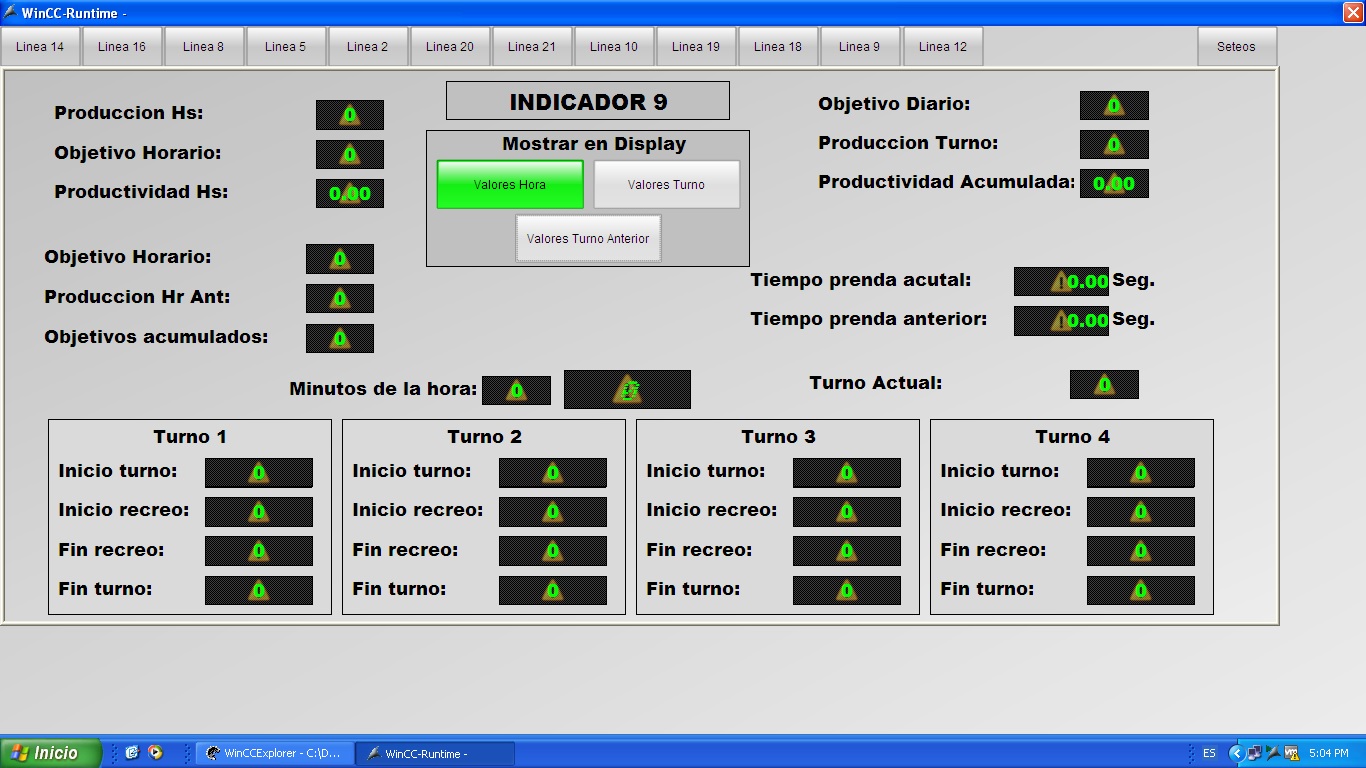 WinCC-Runtime -
Linea 14
Linea 16
Linea 8
Linea 5
Linea 2
Linea 20
Linea 21
Linea 10
Linea 19
Linea 18
Linea 9
Linea 12
Seteos
INDICADOR 9
Produccion Hs: 0
Objetivo Horario: 0
Productividad Hs: 0.00
Mostrar en Display
Valores Hora
Valores Turno
Valores Turno Anterior
Objetivo Diario: 0
Produccion Turno: 0
Productividad Acumulada: 0.00
Objetivo Horario: 0
Produccion Hr Ant: 0
Objetivos acumulados: 0
Tiempo prenda acutal: 0.00 Seg.
Tiempo prenda anterior: 0.00 Seg.
Minutos de la hora: 0
Turno Actual: 0
Turno 1
Inicio turno: 0
Inicio recreo: 0
Fin recreo: 0
Fin turno: 0
Turno 2
Inicio turno: 0
Inicio recreo: 0
Fin recreo: 0
Fin turno: 0
Turno 3
Inicio turno: 0
Inicio recreo: 0
Fin recreo: 0
Fin turno: 0
Turno 4
Inicio turno: 0
Inicio recreo: 0
Fin recreo: 0
Fin turno: 0
Inicio
WinCCExplorer - C:\D...
WinCC-Runtime -
ES
5:04 PM